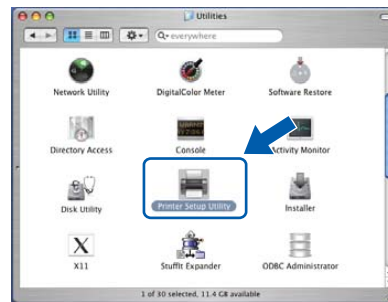 Utilities
everywhere
Network Utility
DigitalColor Meter
Software Restore
Directory Access
Console
Activity Monitor
Disk Utility
Printer Setup Utility
Installer
X11
StuffIt Expander
ODBC Administrator
1 of 30 selected, 11.4 GB available